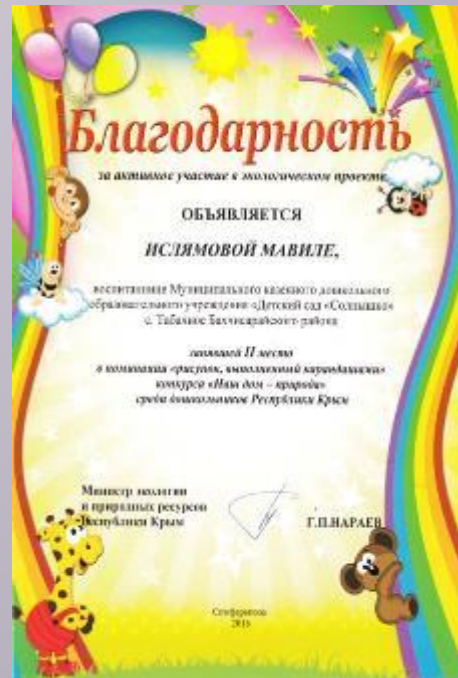 Благодарность
за активное участие в экологическом проекте
ОБЪЯВЛЯЕТСЯ
ИСЛЯМОВОЙ МАВИЛЕ,
воспитаннице Муниципального казенного дошкольного
образовательного учреждения «Детский сад «Солнышко»
с. Табачное Бахчисарайского района
занявшей II место
в номинации «рисунок, выполненный карандашами»
конкурса «Наш дом – природа»
среди дошкольников Республики Крым
Министр экологии
и природных ресурсов
Республики Крым
Г.П.НАРАЕВ
Симферополь
2016